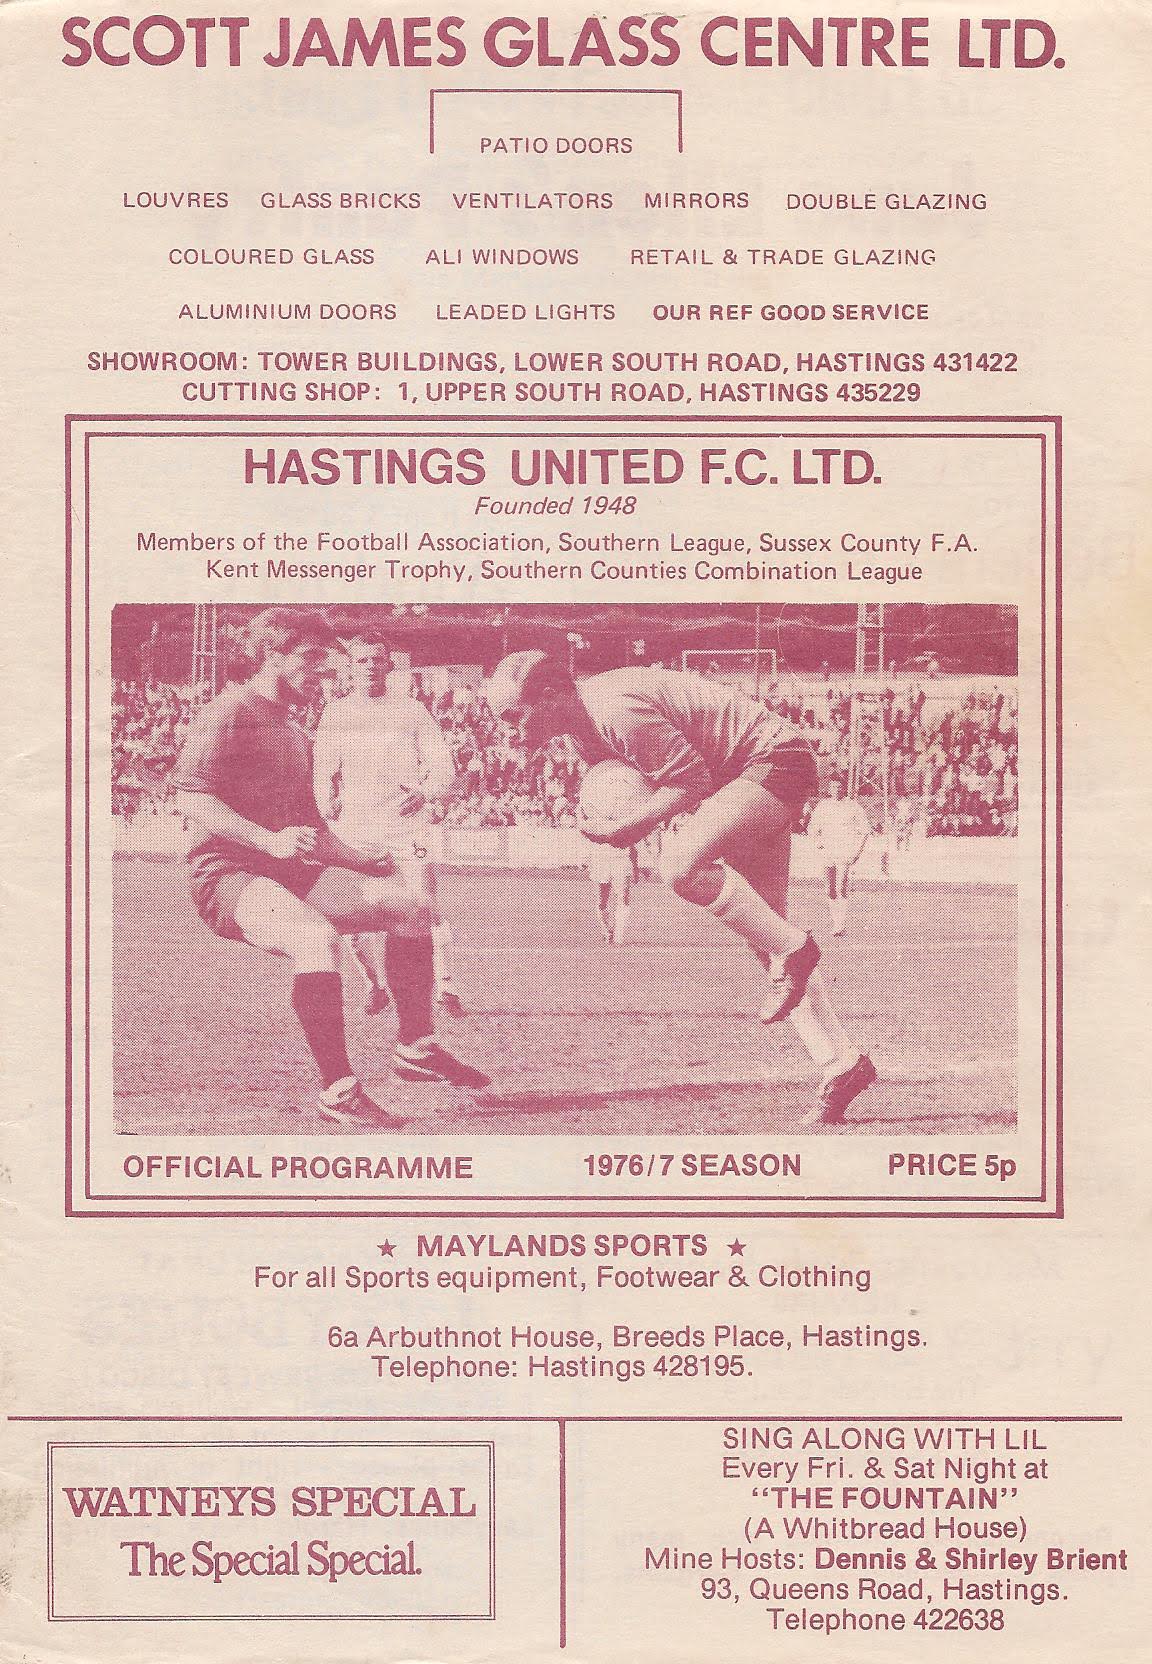 SCOTT JAMES GLASS CENTRE LTD.
PATIO DOORS
LOUVRES GLASS BRICKS VENTILATORS MIRRORS DOUBLE GLAZING
COLOURED GLASS ALI WINDOWS RETAIL & TRADE GLAZING
ALUMINIUM DOORS LEADED LIGHTS OUR REF GOOD SERVICE
SHOWROOM: TOWER BUILDINGS, LOWER SOUTH ROAD, HASTINGS 431422
CUTTING SHOP: 1, UPPER SOUTH ROAD, HASTINGS 435229
HASTINGS UNITED F.C. LTD.
Founded 1948
Members of the Football Association, Southern League, Sussex County F.A.
Kent Messenger Trophy, Southern Counties Combination League
OFFICIAL PROGRAMME 1976/7 SEASON PRICE 5p
★ MAYLANDS SPORTS ★
For all Sports equipment, Footwear & Clothing
6a Arbuthnot House, Breeds Place, Hastings.
Telephone: Hastings 428195.
WATNEYS SPECIAL
The Special Special.
SING ALONG WITH LIL
Every Fri. & Sat Night at
“THE FOUNTAIN”
(A Whitbread House)
Mine Hosts: Dennis & Shirley Brient
93, Queens Road, Hastings.
Telephone 422638